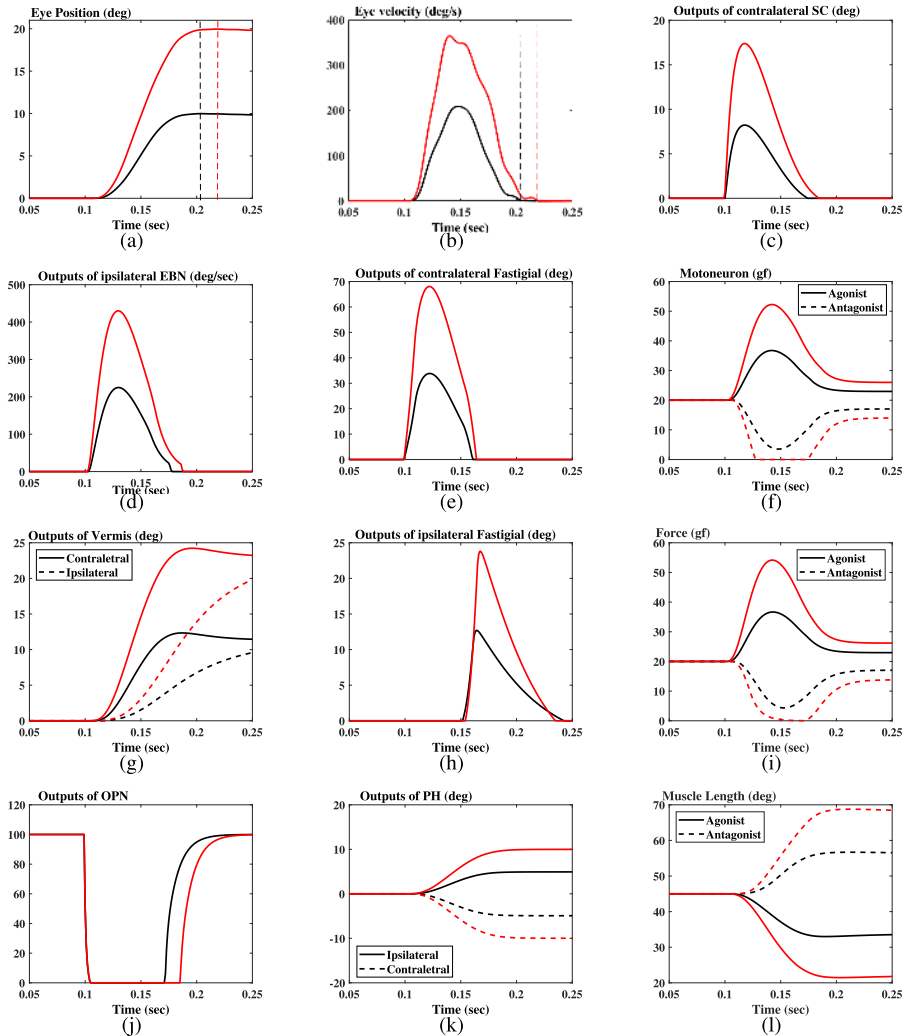 Eye Position (deg)
20
15
10
5
0
0.05 0.1 0.15 0.2 0.25
Time (sec)
(a)
Eye velocity (deg/s)
400
300
200
100
0
0.05 0.1 0.15 0.2 0.25
Time (sec)
(b)
Outputs of contralateral SC (deg)
20
15
10
5
0
0.05 0.1 0.15 0.2 0.25
Time (sec)
(c)
Outputs of ipsilateral EBN (deg/sec)
500
400
300
200
100
0
0.05 0.1 0.15 0.2 0.25
Time (sec)
(d)
Outputs of contralateral Fastigial (deg)
70
60
50
40
30
20
10
0
0.05 0.1 0.15 0.2 0.25
Time (sec)
(e)
Motoneuron (gf)
60
50
40
30
20
10
0
Agonist
Antagonist
0.05 0.1 0.15 0.2 0.25
Time (sec)
(f)
Outputs of Vermis (deg)
25
20
15
10
5
0
Contraletral
Ipsilateral
0.05 0.1 0.15 0.2 0.25
Time (sec)
(g)
Outputs of ipsilateral Fastigial (deg)
25
20
15
10
5
0
0.05 0.1 0.15 0.2 0.25
Time (sec)
(h)
Force (gf)
60
50
40
30
20
10
0
Agonist
Antagonist
0.05 0.1 0.15 0.2 0.25
Time (sec)
(i)
Outputs of OPN
120
100
80
60
40
20
0
0.05 0.1 0.15 0.2 0.25
Time (sec)
(j)
Outputs of PH (deg)
20
10
0
-10
-20
Ipsilateral
Contraletral
0.05 0.1 0.15 0.2 0.25
Time (sec)
(k)
Muscle Length (deg)
70
60
50
40
30
20
Agonist
Antagonist
0.05 0.1 0.15 0.2 0.25
Time (sec)
(l)